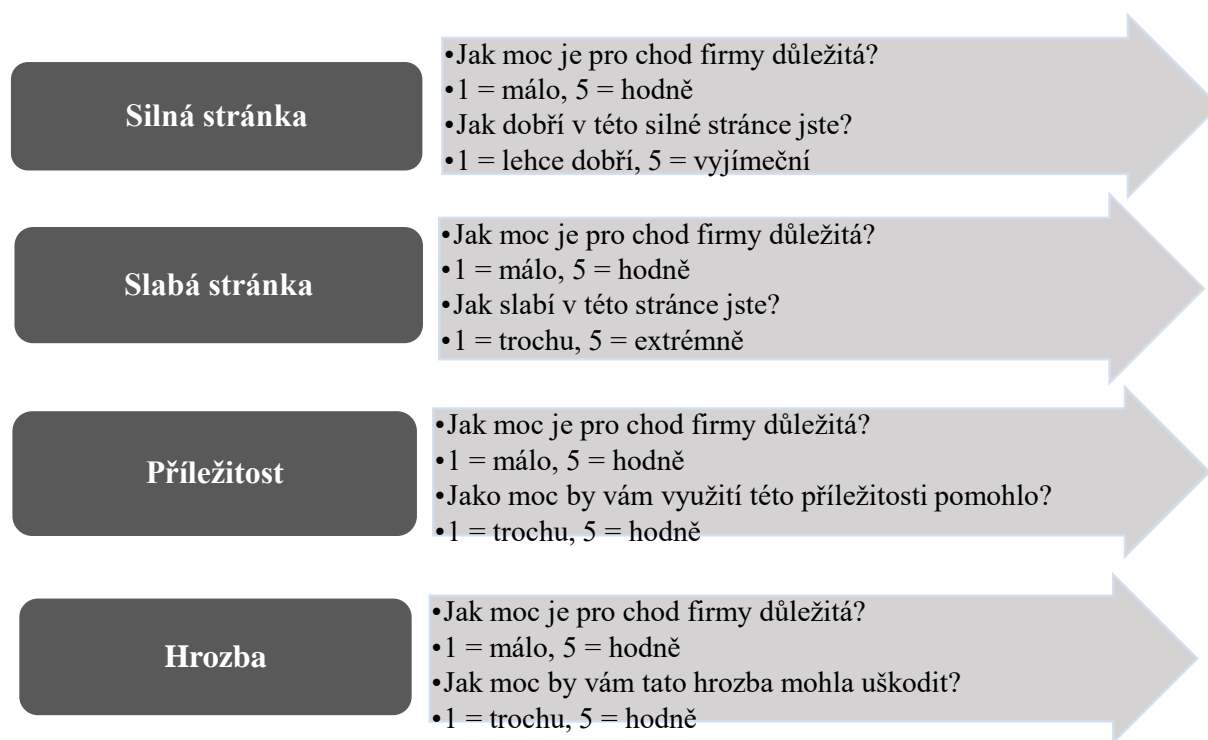 Silná stránka
•Jak moc je pro chod firmy důležitá?
•1 = málo, 5 = hodně
•Jak dobří v této silné stránce jste?
•1 = lehce dobří, 5 = vyjímeční
Slabá stránka
•Jak moc je pro chod firmy důležitá?
•1 = málo, 5 = hodně
•Jak slabí v této stránce jste?
•1 = trochu, 5 = extrémně
Příležitost
•Jak moc je pro chod firmy důležitá?
•1 = málo, 5 = hodně
•Jako moc by vám využití této příležitosti pomohlo?
•1 = trochu, 5 = hodně
Hrozba
•Jak moc je pro chod firmy důležitá?
•1 = málo, 5 = hodně
•Jak moc by vám tato hrozba mohla uškodit?
•1 = trochu, 5 = hodně